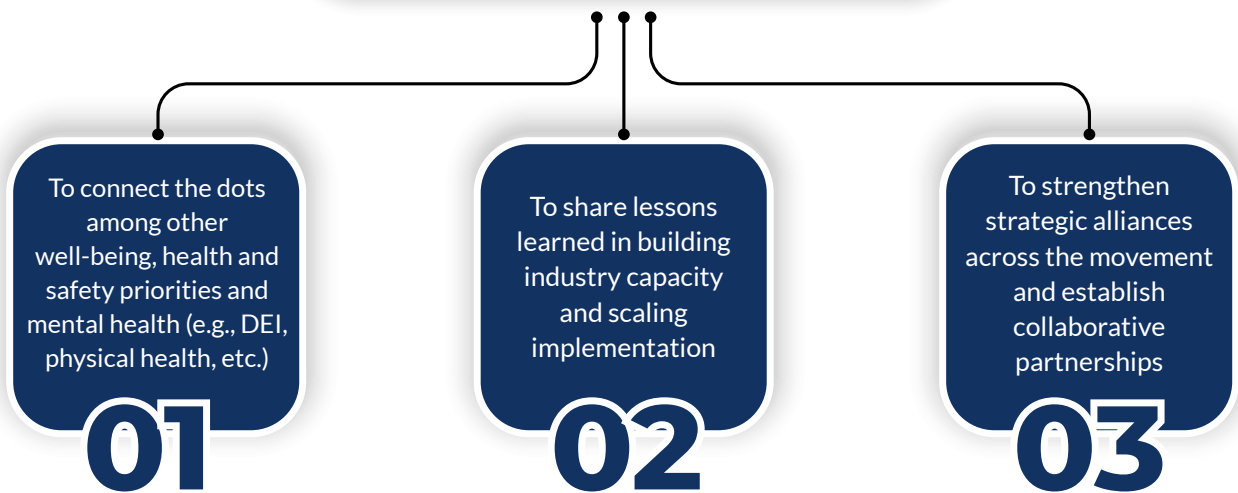 To connect the dots
among other
well-being, health and
safety priorities and
mental health (e.g., DEI,
physical health, etc.)
01
To share lessons
learned in building
industry capacity
and scaling
implementation
02
To strengthen
strategic alliances
across the movement
and establish
collaborative
partnerships
03